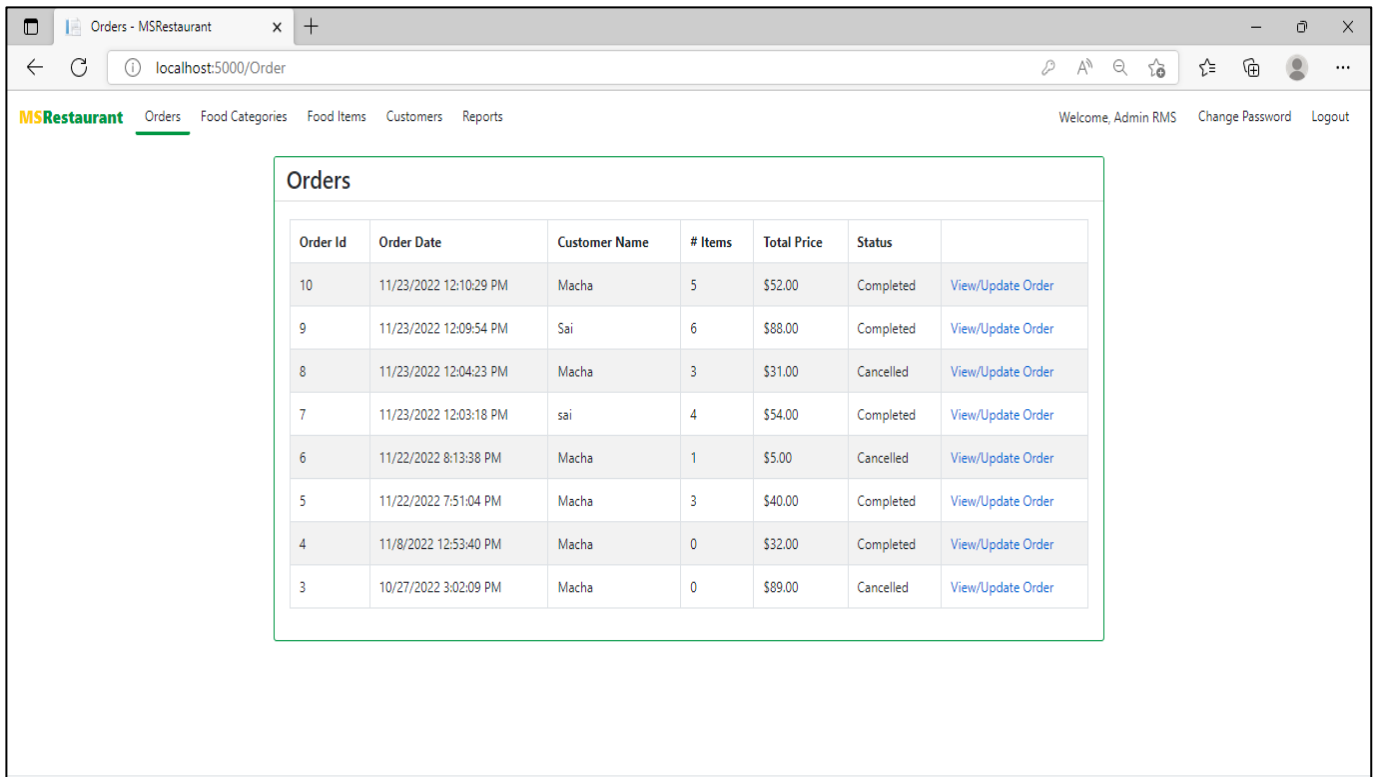 Orders - MSRestaurant
localhost:5000/Order
MSRestaurant Orders Food Categories Food Items Customers Reports Welcome, Admin RMS Change Password Logout
Orders
Order Id Order Date Customer Name # Items Total Price Status
10 11/23/2022 12:10:29 PM Macha 5 $52.00 Completed View/Update Order
9 11/23/2022 12:09:54 PM Sai 6 $88.00 Completed View/Update Order
8 11/23/2022 12:04:23 PM Macha 3 $31.00 Cancelled View/Update Order
7 11/23/2022 12:03:18 PM sai 4 $54.00 Completed View/Update Order
6 11/22/2022 8:13:38 PM Macha 1 $5.00 Cancelled View/Update Order
5 11/22/2022 7:51:04 PM Macha 3 $40.00 Completed View/Update Order
4 11/8/2022 12:53:40 PM Macha 0 $32.00 Completed View/Update Order
3 10/27/2022 3:02:09 PM Macha 0 $89.00 Cancelled View/Update Order